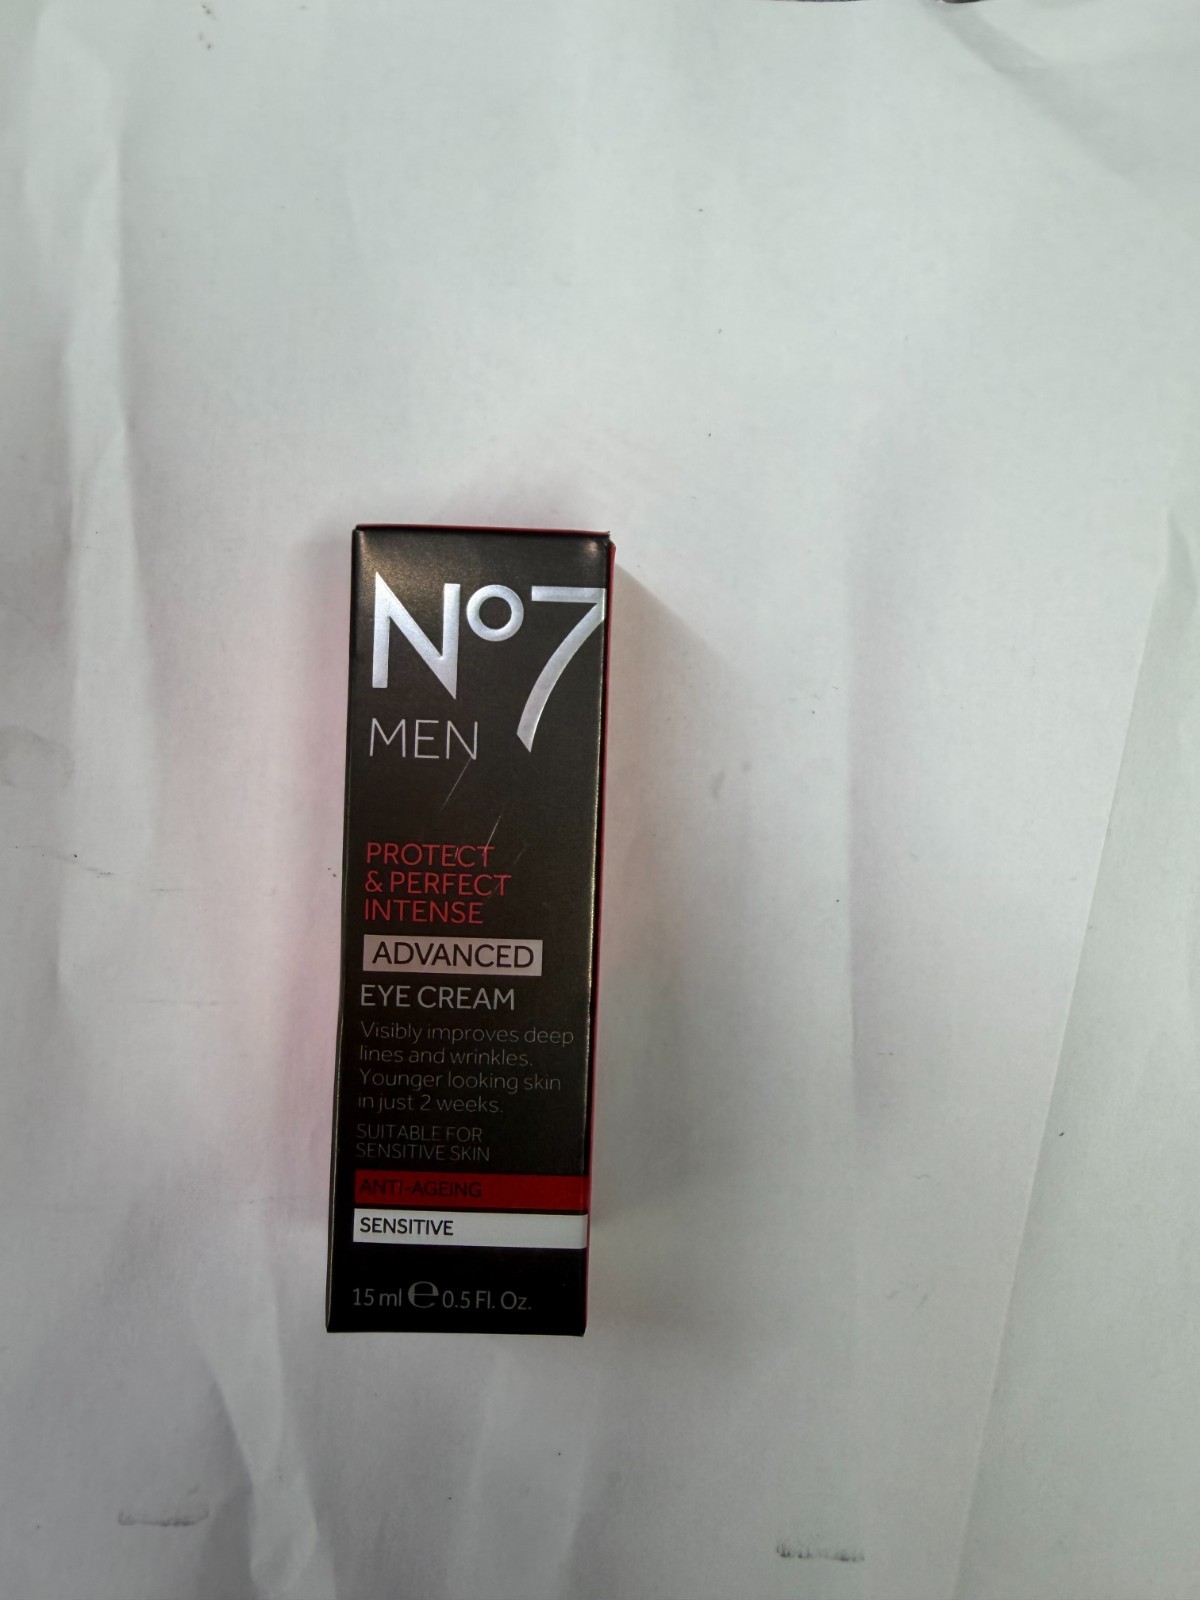 No7
MEN
PROTECT
& PERFECT
INTENSE
ADVANCED
EYE CREAM
Visibly improves deep
lines and wrinkles.
Younger looking skin
in just 2 weeks.
SUITABLE FOR
SENSITIVE SKIN
ANTI-AGEING
SENSITIVE
15 ml ℮ 0.5 Fl. Oz.